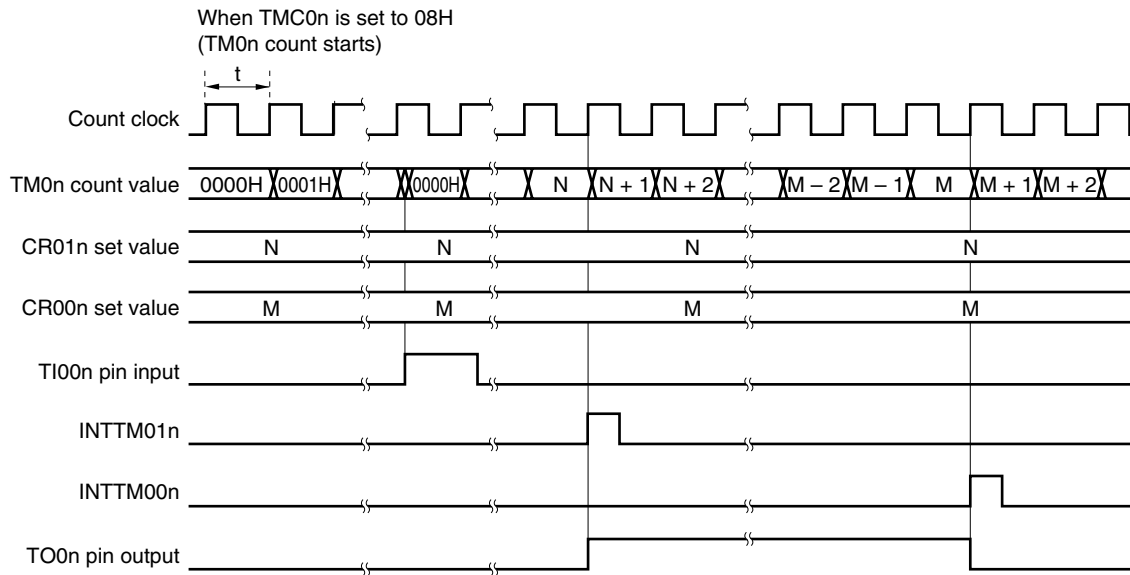 When TMC0n is set to 08H
(TM0n count starts)
t
Count clock
TM0n count value 0000H 0001H 0000H N N + 1 N + 2 M – 2 M – 1 M M + 1 M + 2
CR01n set value N N N N
CR00n set value M M M M
TI00n pin input
INTTM01n
INTTM00n
TO0n pin output